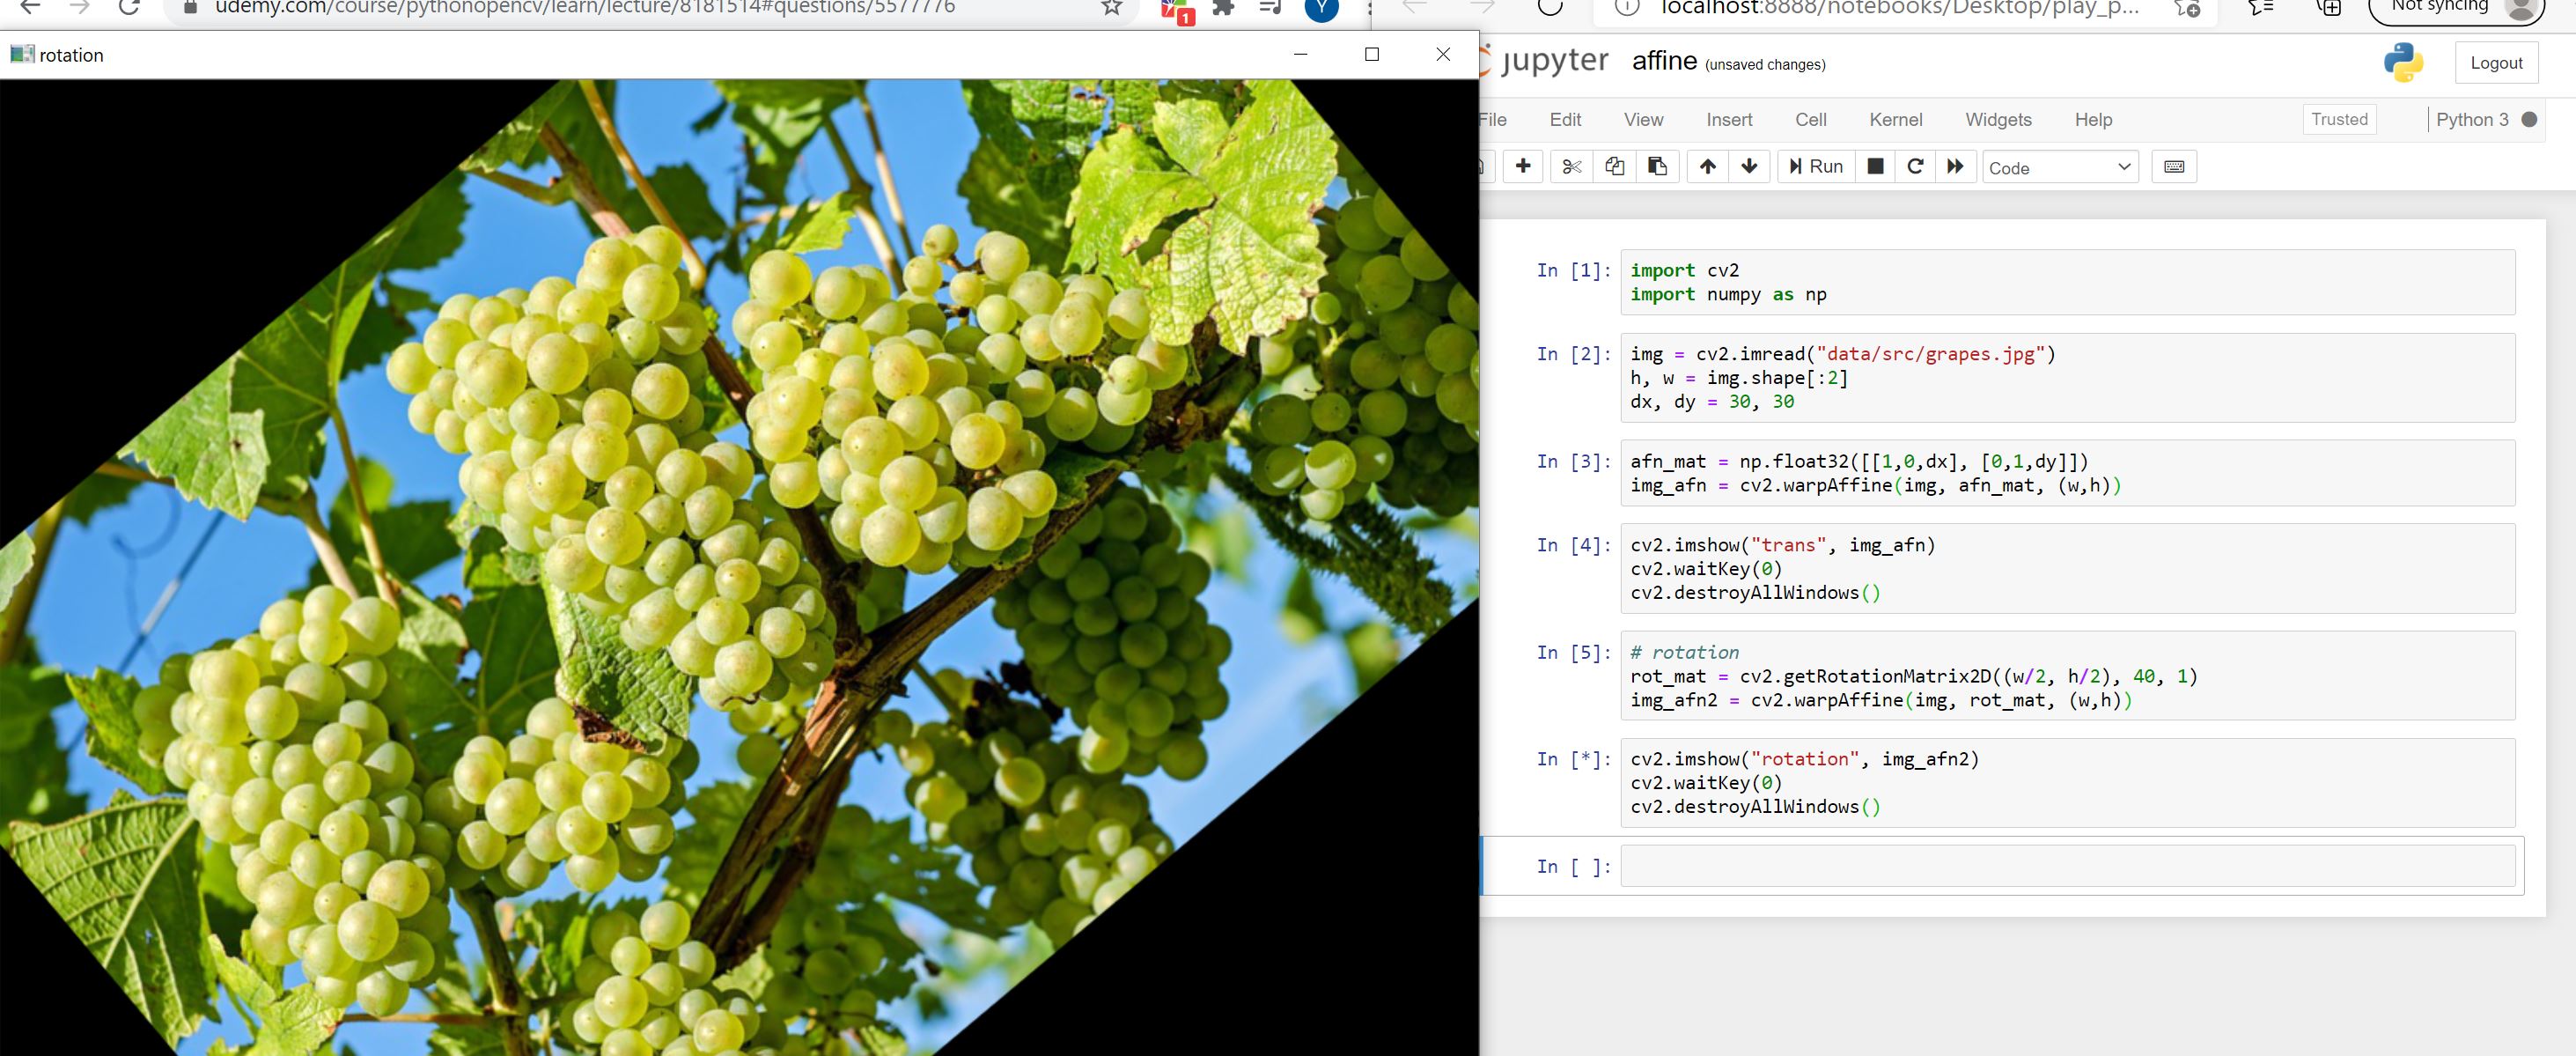 udemy.com/course/pythonopencv/learn/lecture/8181514#questions/5577776
1
Y
localhost:8888/notebooks/Desktop/play_p...
Not syncing
rotation
jupyter affine (unsaved changes)
Logout
File Edit View Insert Cell Kernel Widgets Help
Trusted
Python 3
Run
Code
In [1]: import cv2
import numpy as np
In [2]: img = cv2.imread("data/src/grapes.jpg")
h, w = img.shape[:2]
dx, dy = 30, 30
In [3]: afn_mat = np.float32([[1,0,dx], [0,1,dy]])
img_afn = cv2.warpAffine(img, afn_mat, (w,h))
In [4]: cv2.imshow("trans", img_afn)
cv2.waitKey(0)
cv2.destroyAllWindows()
In [5]: # rotation
rot_mat = cv2.getRotationMatrix2D((w/2, h/2), 40, 1)
img_afn2 = cv2.warpAffine(img, rot_mat, (w,h))
In [*]: cv2.imshow("rotation", img_afn2)
cv2.waitKey(0)
cv2.destroyAllWindows()
In [ ]: